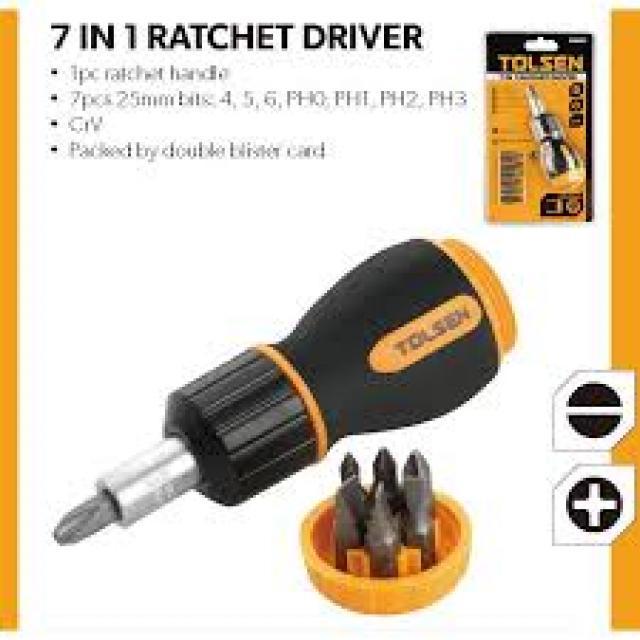 7 IN 1 RATCHET DRIVER
• 1pc ratchet handle
• 7pcs 25mm bits: 4, 5, 6, PH0, PH1, PH2, PH3
• CrV
• Packed by double blister card
TOLSEN
TOLSEN